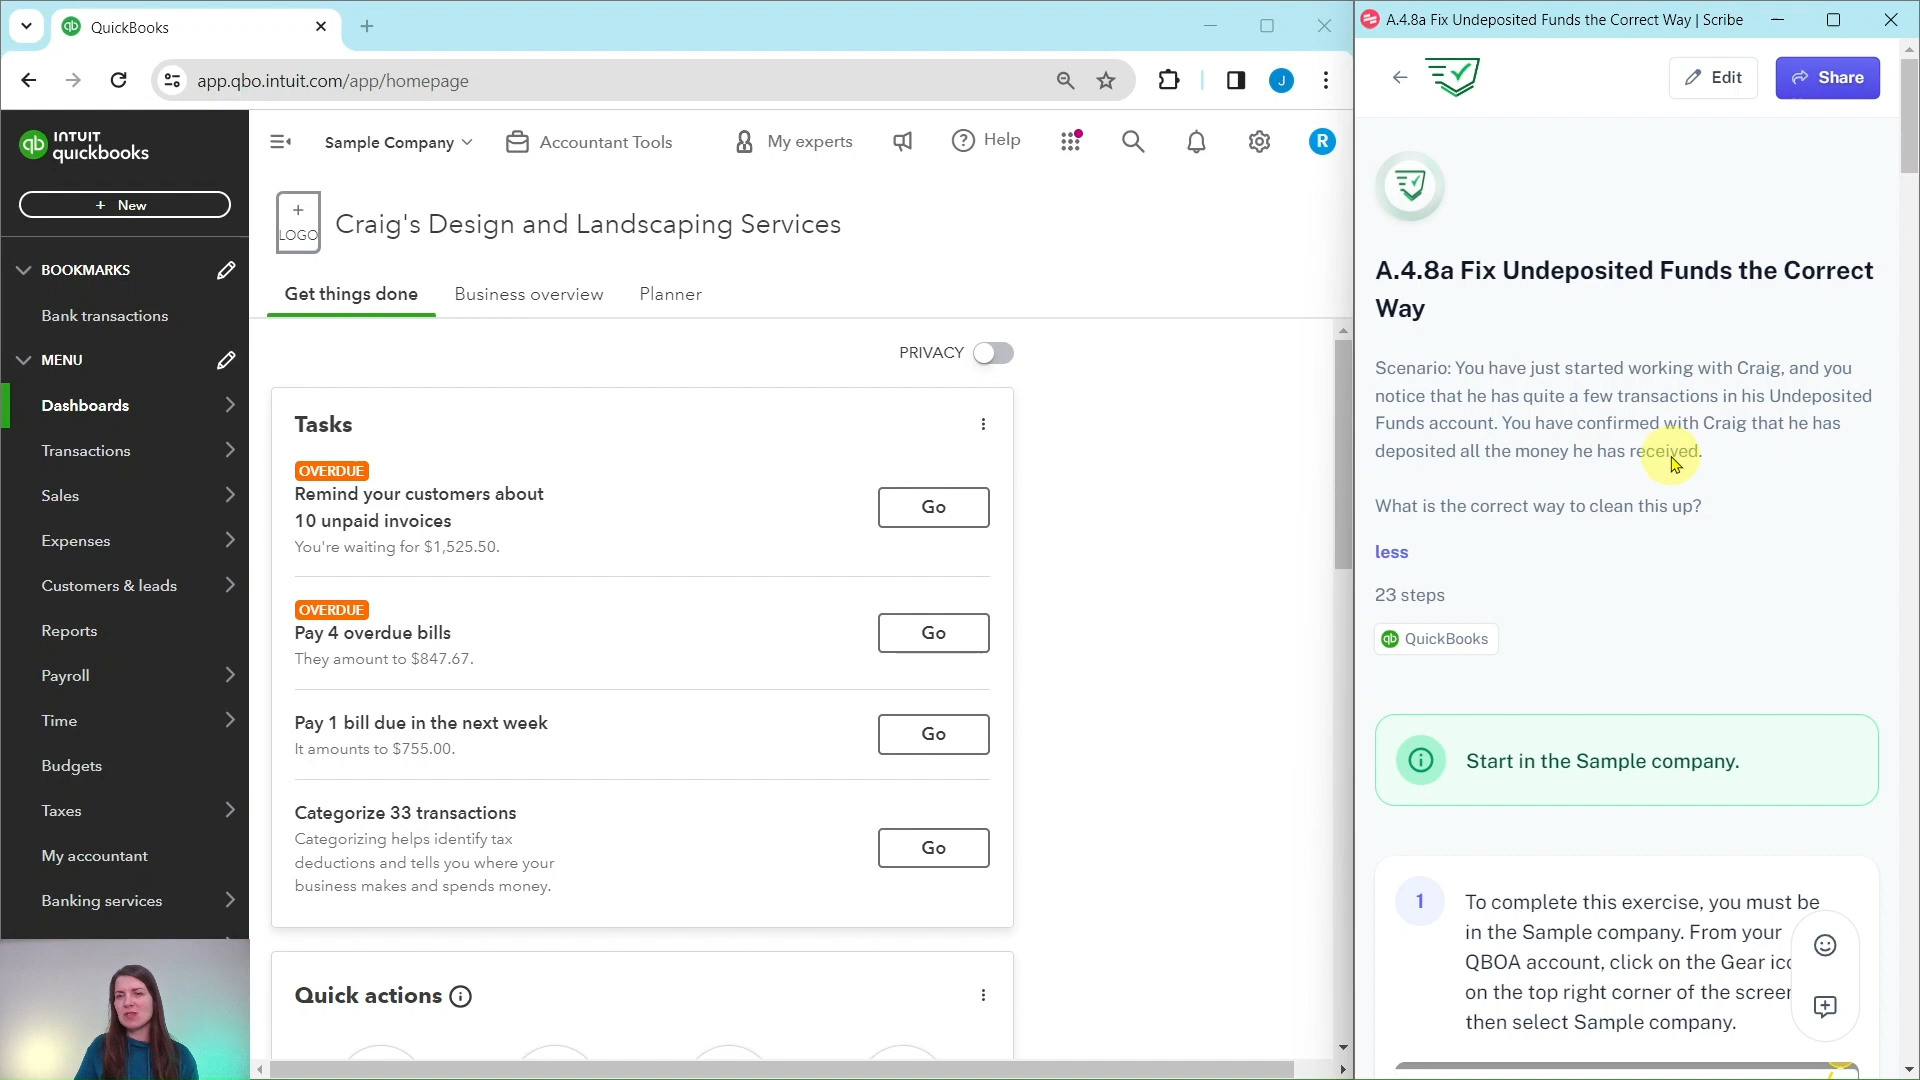 QuickBooks
A.4.8a Fix Undeposited Funds the Correct Way | Scribe
app.qbo.intuit.com/app/homepage
J
Edit
Share
INTUIT
quickbooks
qb
+ New
BOOKMARKS
Bank transactions
MENU
Dashboards
Transactions
Sales
Expenses
Customers & leads
Reports
Payroll
Time
Budgets
Taxes
My accountant
Banking services
Sample Company
Accountant Tools
My experts
Help
R
+
LOGO
Craig's Design and Landscaping Services
Get things done
Business overview
Planner
PRIVACY
Tasks
OVERDUE
Remind your customers about
10 unpaid invoices
You're waiting for $1,525.50.
Go
OVERDUE
Pay 4 overdue bills
They amount to $847.67.
Go
Pay 1 bill due in the next week
It amounts to $755.00.
Go
Categorize 33 transactions
Categorizing helps identify tax
deductions and tells you where your
business makes and spends money.
Go
Quick actions
A.4.8a Fix Undeposited Funds the Correct
Way
Scenario: You have just started working with Craig, and you
notice that he has quite a few transactions in his Undeposited
Funds account. You have confirmed with Craig that he has
deposited all the money he has received.
What is the correct way to clean this up?
less
23 steps
qb QuickBooks
Start in the Sample company.
1
To complete this exercise, you must be
in the Sample company. From your
QBOA account, click on the Gear ic
on the top right corner of the screen
then select Sample company.